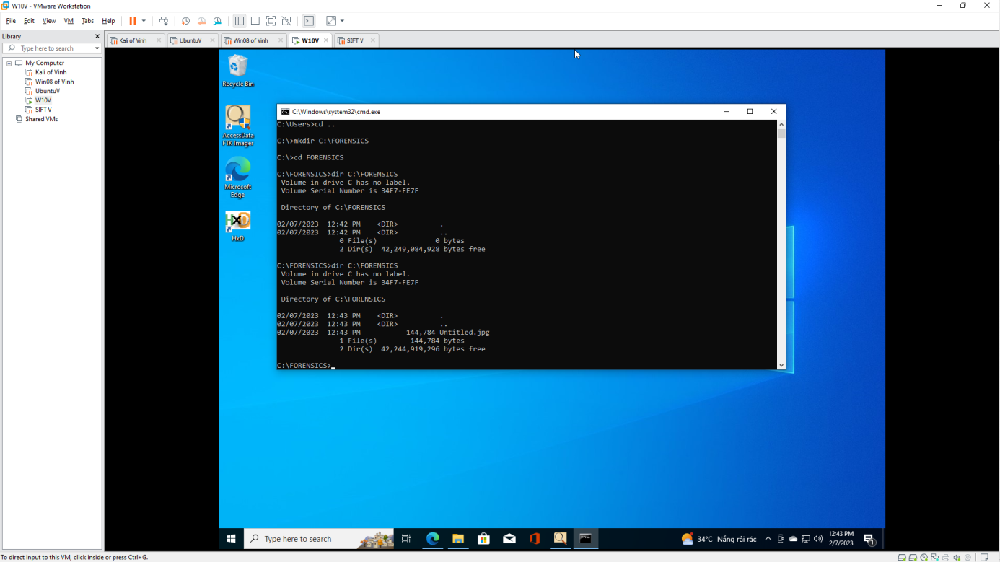 W10V - VMware Workstation
File Edit View VM Tabs Help
Library
Type here to search
My Computer
Kali of Vinh
Win08 of Vinh
UbuntuV
W10V
SIFT V
Shared VMs
Kali of Vinh UbuntuV Win08 of Vinh W10V SIFT V
Recycle Bin
AccessData
FTK Imager
Microsoft
Edge
HxD
HxD
C:\Windows\system32\cmd.exe
C:\Users>cd ..
C:\>mkdir C:\FORENSICS
C:\>cd FORENSICS
C:\FORENSICS>dir C:\FORENSICS
Volume in drive C has no label.
Volume Serial Number is 34F7-FE7F
Directory of C:\FORENSICS
02/07/2023 12:42 PM <DIR> .
02/07/2023 12:42 PM <DIR> ..
0 File(s) 0 bytes
2 Dir(s) 42,249,084,928 bytes free
C:\FORENSICS>dir C:\FORENSICS
Volume in drive C has no label.
Volume Serial Number is 34F7-FE7F
Directory of C:\FORENSICS
02/07/2023 12:43 PM <DIR> .
02/07/2023 12:43 PM <DIR> ..
02/07/2023 12:43 PM 144,784 Untitled.jpg
1 File(s) 144,784 bytes
2 Dir(s) 42,244,919,296 bytes free
C:\FORENSICS>_
Type here to search
34°C Nắng rải rác
12:43 PM
2/7/2023
1
To direct input to this VM, click inside or press Ctrl+G.